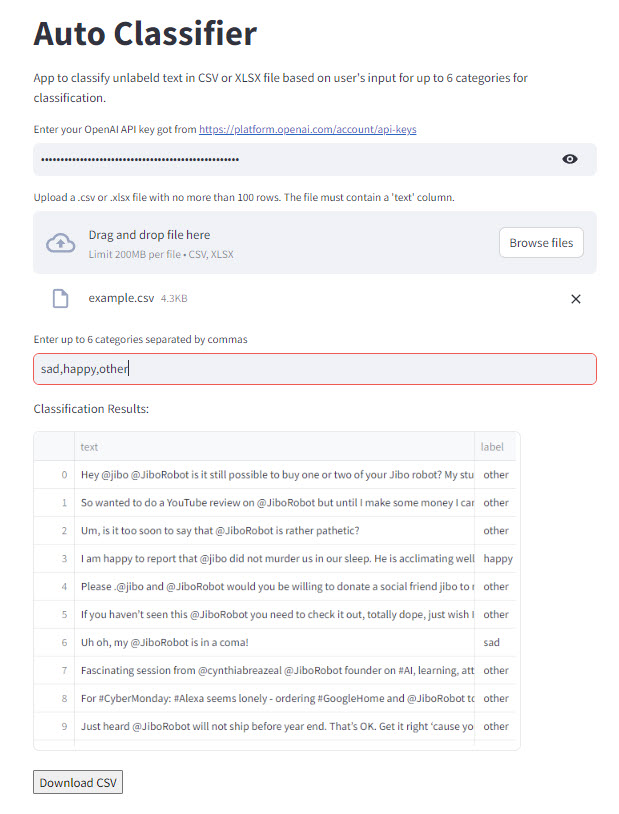 Auto Classifier
App to classify unlabeld text in CSV or XLSX file based on user's input for up to 6 categories for
classification.
Enter your OpenAI API key got from https://platform.openai.com/account/api-keys
••••••••••••••••••••••••••••••••••••••••••••••••••••
Upload a .csv or .xlsx file with no more than 100 rows. The file must contain a 'text' column.
Drag and drop file here
Limit 200MB per file • CSV, XLSX
Browse files
example.csv 4.3KB
Enter up to 6 categories separated by commas
sad,happy,other
Classification Results:
text label
0 Hey @jibo @JiboRobot is it still possible to buy one or two of your Jibo robot? My stu other
1 So wanted to do a YouTube review on @JiboRobot but until I make some money I can other
2 Um, is it too soon to say that @JiboRobot is rather pathetic? other
3 I am happy to report that @jibo did not murder us in our sleep. He is acclimating well happy
4 Please .@jibo and @JiboRobot would you be willing to donate a social friend jibo to other
5 If you haven't seen this @JiboRobot you need to check it out, totally dope, just wish I other
6 Uh oh, my @JiboRobot is in a coma! sad
7 Fascinating session from @cynthiabreazeal @JiboRobot founder on #AI, learning, att other
8 For #CyberMonday: #Alexa seems lonely - ordering #GoogleHome and @JiboRobot to other
9 Just heard @JiboRobot will not ship before year end. That's OK. Get it right ‘cause yo other
Download CSV